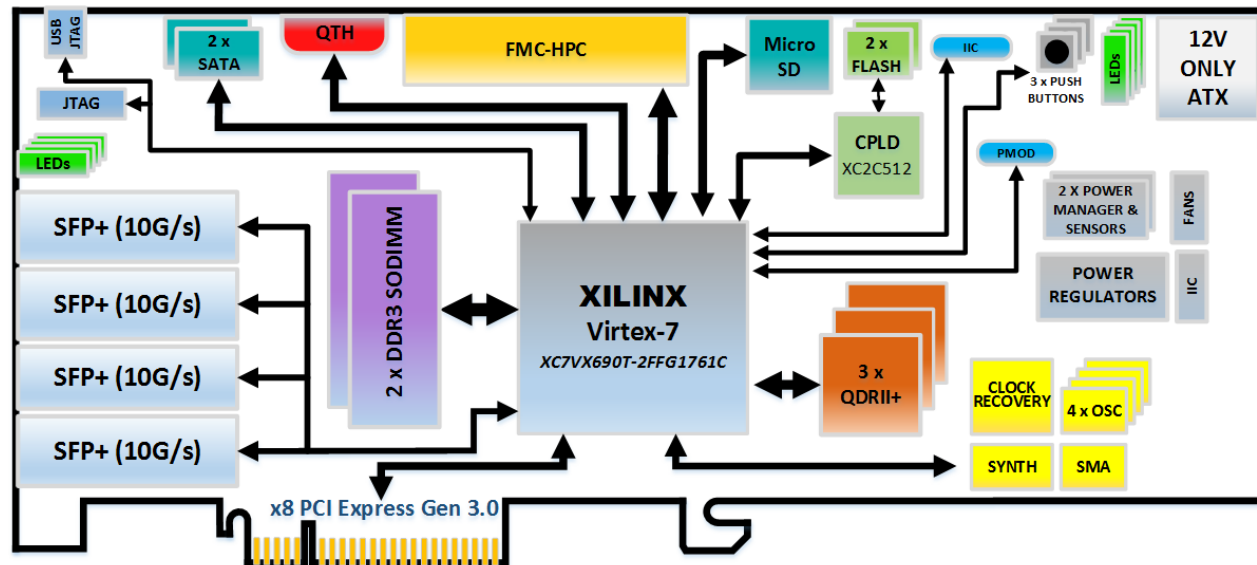 USB
JTAG
2 x
SATA
QTH
FMC-HPC
Micro
SD
2 x
FLASH
IIC
3 x PUSH
BUTTONS
LEDs
12V
ONLY
ATX
JTAG
LEDs
CPLD
XC2C512
PMOD
SFP+ (10G/s)
SFP+ (10G/s)
SFP+ (10G/s)
SFP+ (10G/s)
2 x DDR3 SODIMM
XILINX
Virtex-7
XC7VX690T-2FFG1761C
2 X POWER
MANAGER &
SENSORS
FANS
POWER
REGULATORS
IIC
3 x
QDRII+
CLOCK
RECOVERY
4 x OSC
SYNTH
SMA
x8 PCI Express Gen 3.0